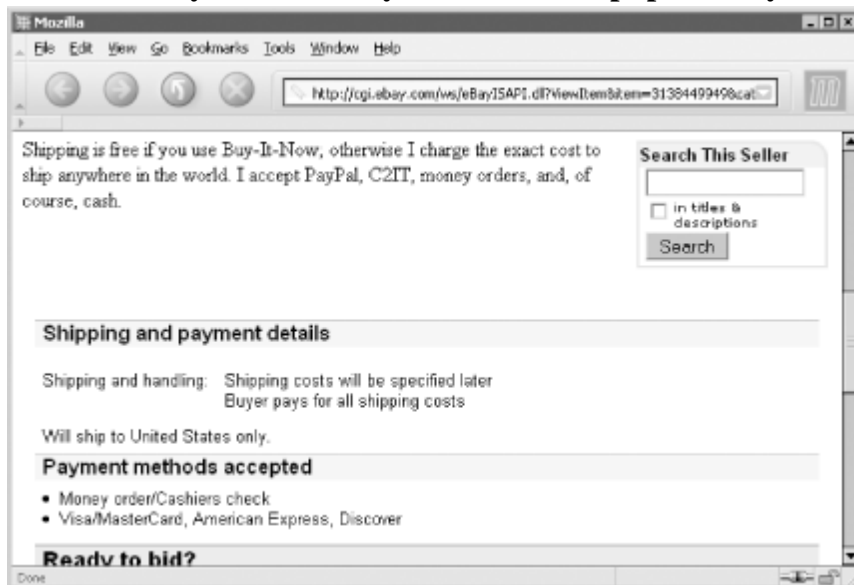 Mozilla
File Edit View Go Bookmarks Tools Window Help
http://cgi.ebay.com/ws/eBayISAPI.dll?ViewItem&item=3138449949&cat
Shipping is free if you use Buy-It-Now, otherwise I charge the exact cost to
ship anywhere in the world. I accept PayPal, C2IT, money orders, and, of
course, cash.
Search This Seller
in titles &
descriptions
Search
Shipping and payment details
Shipping and handling: Shipping costs will be specified later
Buyer pays for all shipping costs
Will ship to United States only.
Payment methods accepted
• Money order/Cashiers check
• Visa/MasterCard, American Express, Discover
Ready to bid?
Done